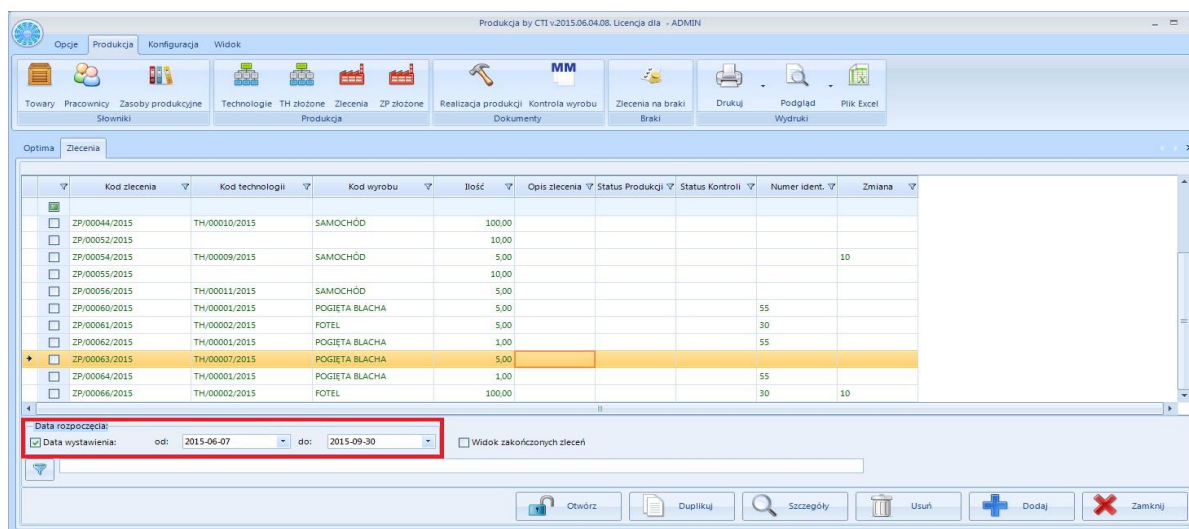 Produkcja by CTI v.2015.06.04.08. Licencja dla - ADMIN
Opcje Produkcja Konfiguracja Widok
MM
Towary Pracownicy Zasoby produkcyjne Technologie TH złożone Zlecenia ZP złożone Realizacja produkcji Kontrola wyrobu Zlecenia na braki Drukuj Podgląd Plik Excel
Słowniki Produkcja Dokumenty Braki Wydruki
Optima Zlecenia
Kod zlecenia Kod technologii Kod wyrobu Ilość Opis zlecenia Status Produkcji Status Kontroli Numer ident. Zmiana
ZP/00044/2015 TH/00010/2015 SAMOCHÓD 100,00
ZP/00052/2015 10,00
ZP/00054/2015 TH/00009/2015 SAMOCHÓD 5,00 10
ZP/00055/2015 10,00
ZP/00056/2015 TH/00011/2015 SAMOCHÓD 5,00
ZP/00060/2015 TH/00001/2015 POGIĘTA BLACHA 5,00 55
ZP/00061/2015 TH/00002/2015 FOTEL 5,00 30
ZP/00062/2015 TH/00001/2015 POGIĘTA BLACHA 1,00 55
ZP/00063/2015 TH/00007/2015 POGIĘTA BLACHA 5,00
ZP/00064/2015 TH/00001/2015 POGIĘTA BLACHA 1,00 55
ZP/00066/2015 TH/00002/2015 FOTEL 100,00 30 10
Data rozpoczęcia:
Data wystawienia: od: 2015-06-07 do: 2015-09-30 Widok zakończonych zleceń
Otwórz Duplikuj Szczegóły Usuń Dodaj Zamknij